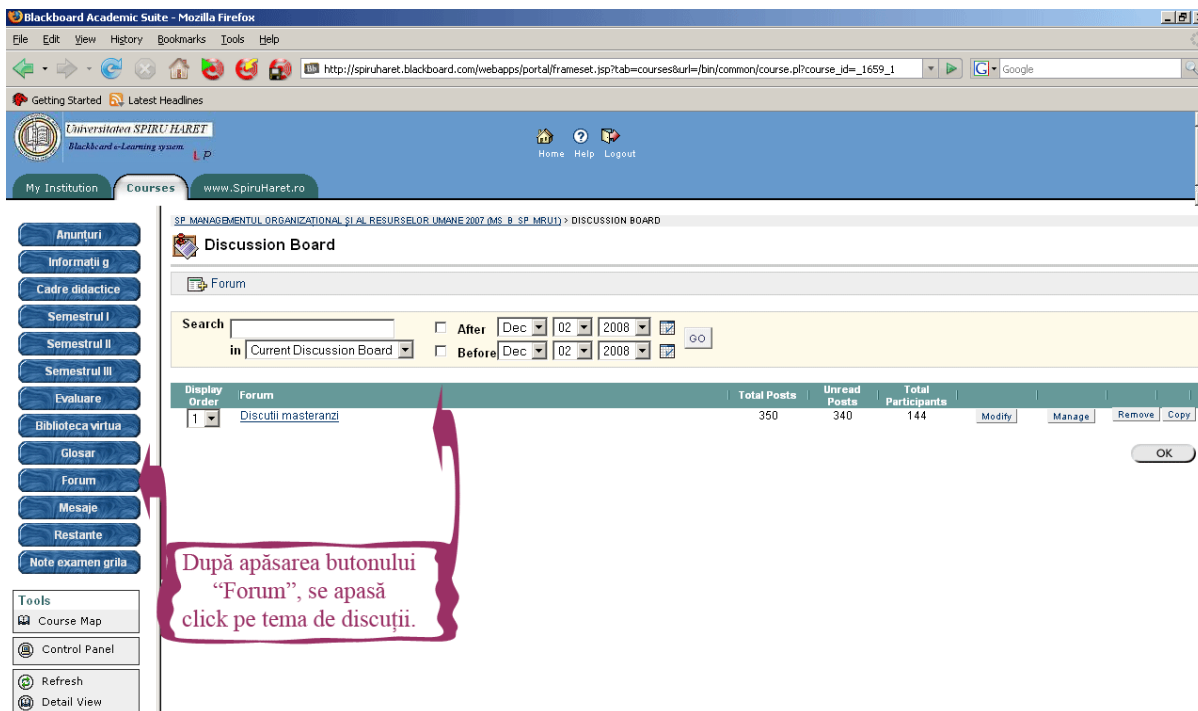 Blackboard Academic Suite - Mozilla Firefox
File Edit View History Bookmarks Tools Help
http://spiruharet.blackboard.com/webapps/portal/frameset.jsp?tab=courses&url=/bin/common/course.pl?course_id=_1659_1
Google
Getting Started Latest Headlines
Universitatea SPIRU HARET
Blackboard e-Learning system
L P
Home Help Logout
My Institution Courses www.SpiruHaret.ro
SP MANAGEMENTUL ORGANIZAȚIONAL ȘI AL RESURSELOR UMANE 2007 (MS_B_SP_MRU1) > DISCUSSION BOARD
Discussion Board
Forum
Search
After Dec 02 2008
GO
in Current Discussion Board
Before Dec 02 2008
Display Order Forum Total Posts Unread Posts Total Participants
1 Discutii masteranzi 350 340 144 Modify Manage Remove Copy
OK
Anunțuri
Informații g
Cadre didactice
Semestrul I
Semestrul II
Semestrul III
Evaluare
Biblioteca virtua
Glosar
Forum
Mesaje
Restante
Note examen grila
După apăsarea butonului
“Forum”, se apasă
click pe tema de discuții.
Tools
Course Map
Control Panel
Refresh
Detail View